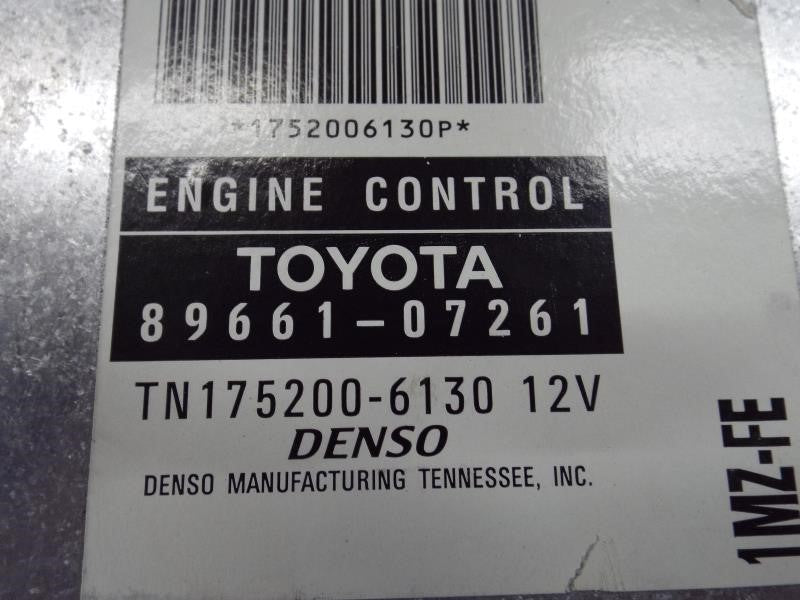 *1752006130P*
ENGINE CONTROL
TOYOTA
89661-07261
TN175200-6130 12V
DENSO
DENSO MANUFACTURING TENNESSEE, INC.
1MZ-FE